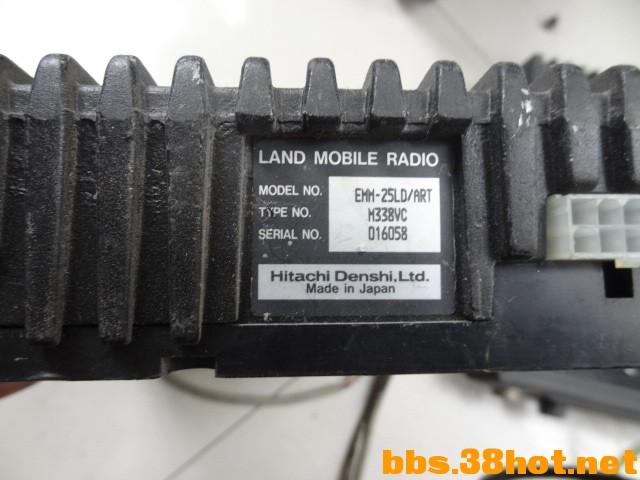 LAND MOBILE RADIO
MODEL NO. EMM-25LD/ART
TYPE NO. M338VC
SERIAL NO. 016058
Hitachi Denshi,Ltd.
Made in Japan
bbs.38hot.net